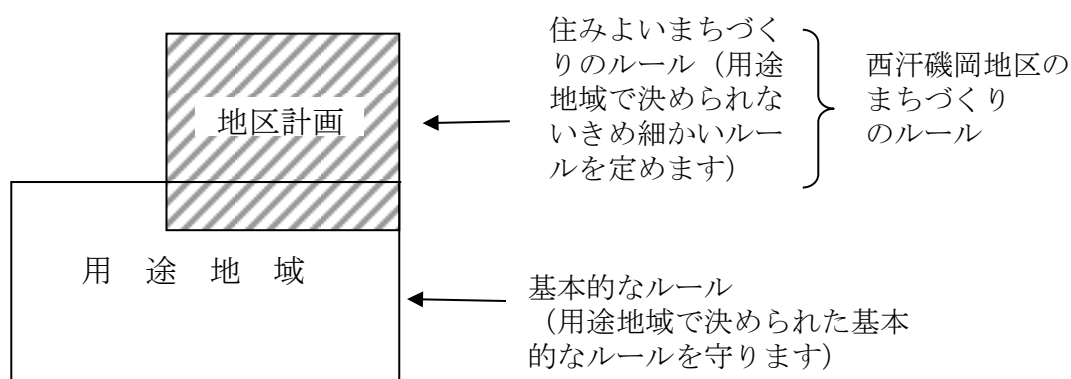 住みよいまちづく
りのルール（用途
地域で決められな
いきめ細かいルー
ルを定めます）
西汗磯岡地区の
まちづくり
のルール
地区計画
用 途 地 域
基本的なルール
（用途地域で決められた基本
的なルールを守ります）